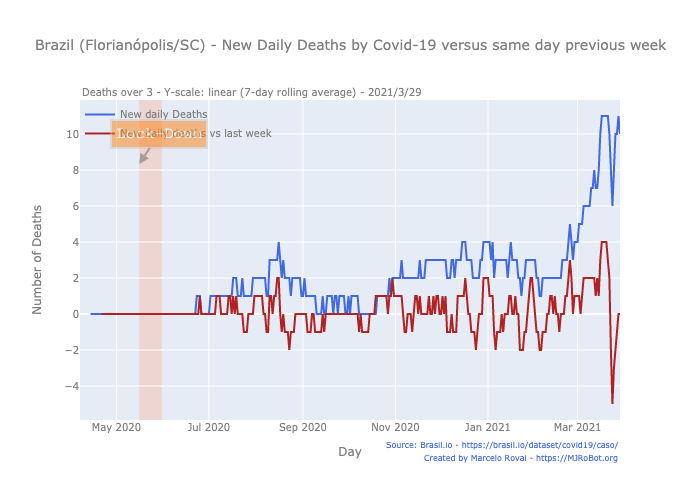 Brazil (Florianópolis/SC) - New Daily Deaths by Covid-19 versus same day previous week
Deaths over 3 - Y-scale: linear (7-day rolling average) - 2021/3/29
New daily Deaths
vs last week
Number of Deaths
10
8
6
4
2
0
−2
−4
May 2020
Jul 2020
Sep 2020
Nov 2020
Jan 2021
Mar 2021
Day
Source: Brasil.io - https://brasil.io/dataset/covid19/caso/
Created by Marcelo Rovai - https://MJRoBot.org